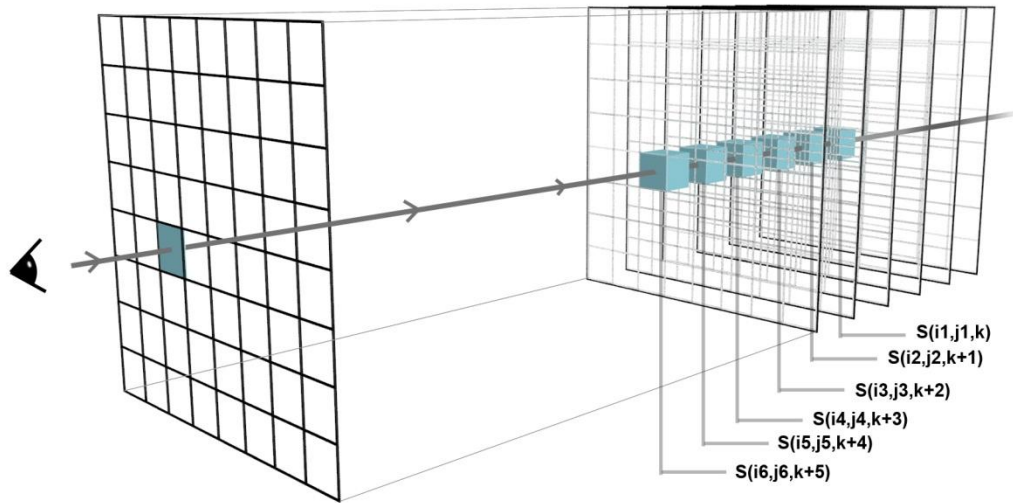 S(i1,j1,k)
S(i2,j2,k+1)
S(i3,j3,k+2)
S(i4,j4,k+3)
S(i5,j5,k+4)
S(i6,j6,k+5)